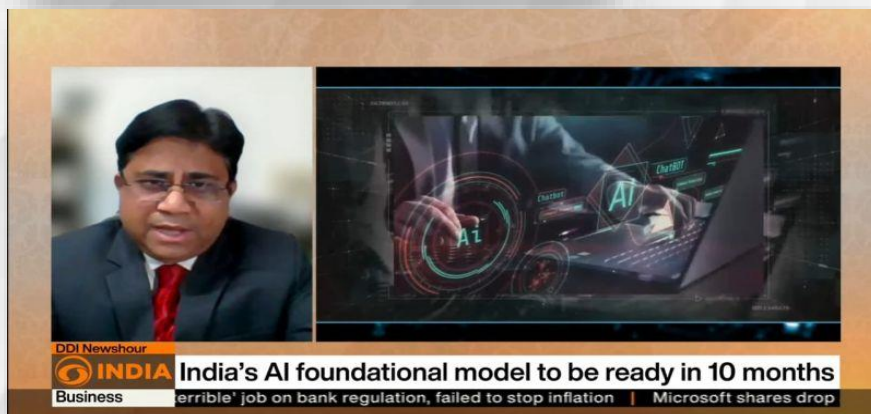 ChatBOT
Chatbot
Ai
Ai
DDI Newshour
INDIA
India's AI foundational model to be ready in 10 months
Business
terrible' job on bank regulation, failed to stop inflation | Microsoft shares drop